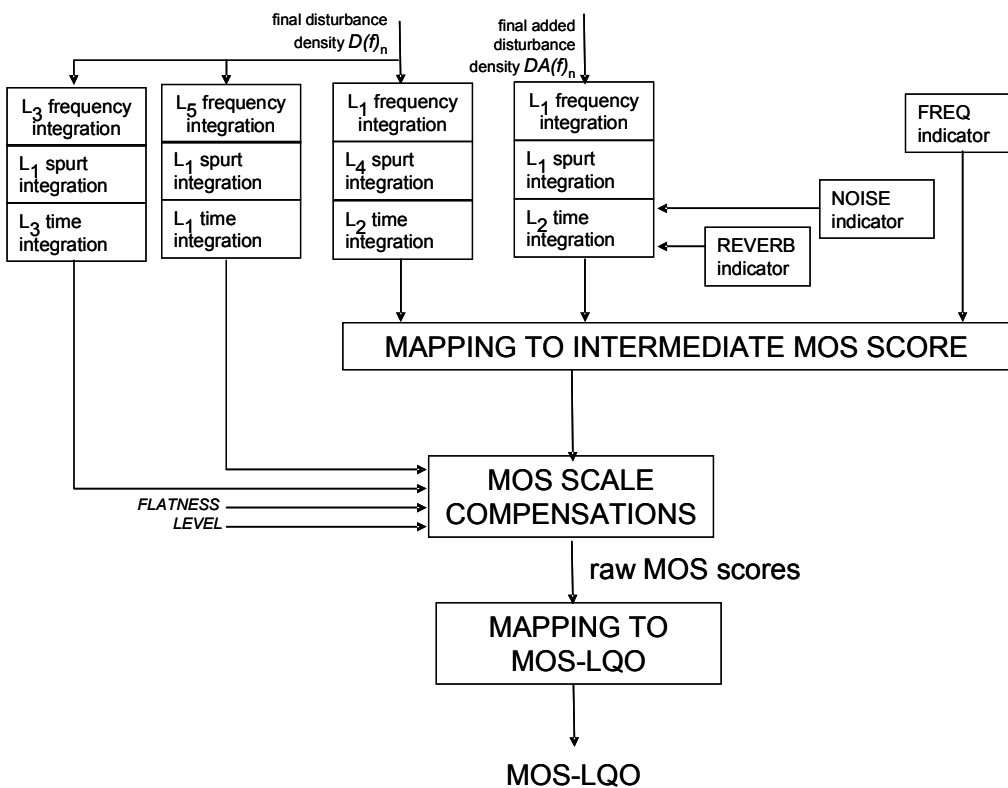 final disturbance
density D(f)n
final added
disturbance
density DA(f)n
L3 frequency
integration
L1 spurt
integration
L3 time
integration
L5 frequency
integration
L1 spurt
integration
L1 time
integration
L1 frequency
integration
L4 spurt
integration
L2 time
integration
L1 frequency
integration
L1 spurt
integration
L2 time
integration
FREQ
indicator
NOISE
indicator
REVERB
indicator
MAPPING TO INTERMEDIATE MOS SCORE
MOS SCALE
COMPENSATIONS
FLATNESS
LEVEL
raw MOS scores
MAPPING TO
MOS-LQO
MOS-LQO